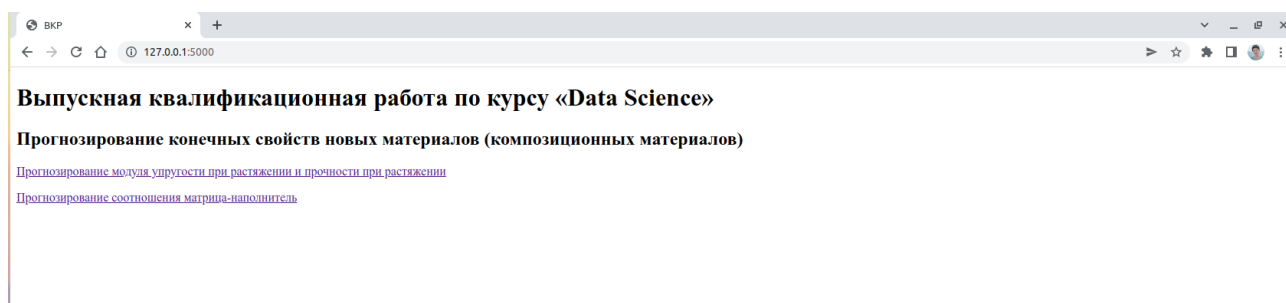 ВКР
127.0.0.1:5000
Выпускная квалификационная работа по курсу «Data Science»
Прогнозирование конечных свойств новых материалов (композиционных материалов)
Прогнозирование модуля упругости при растяжении и прочности при растяжении
Прогнозирование соотношения матрица-наполнитель